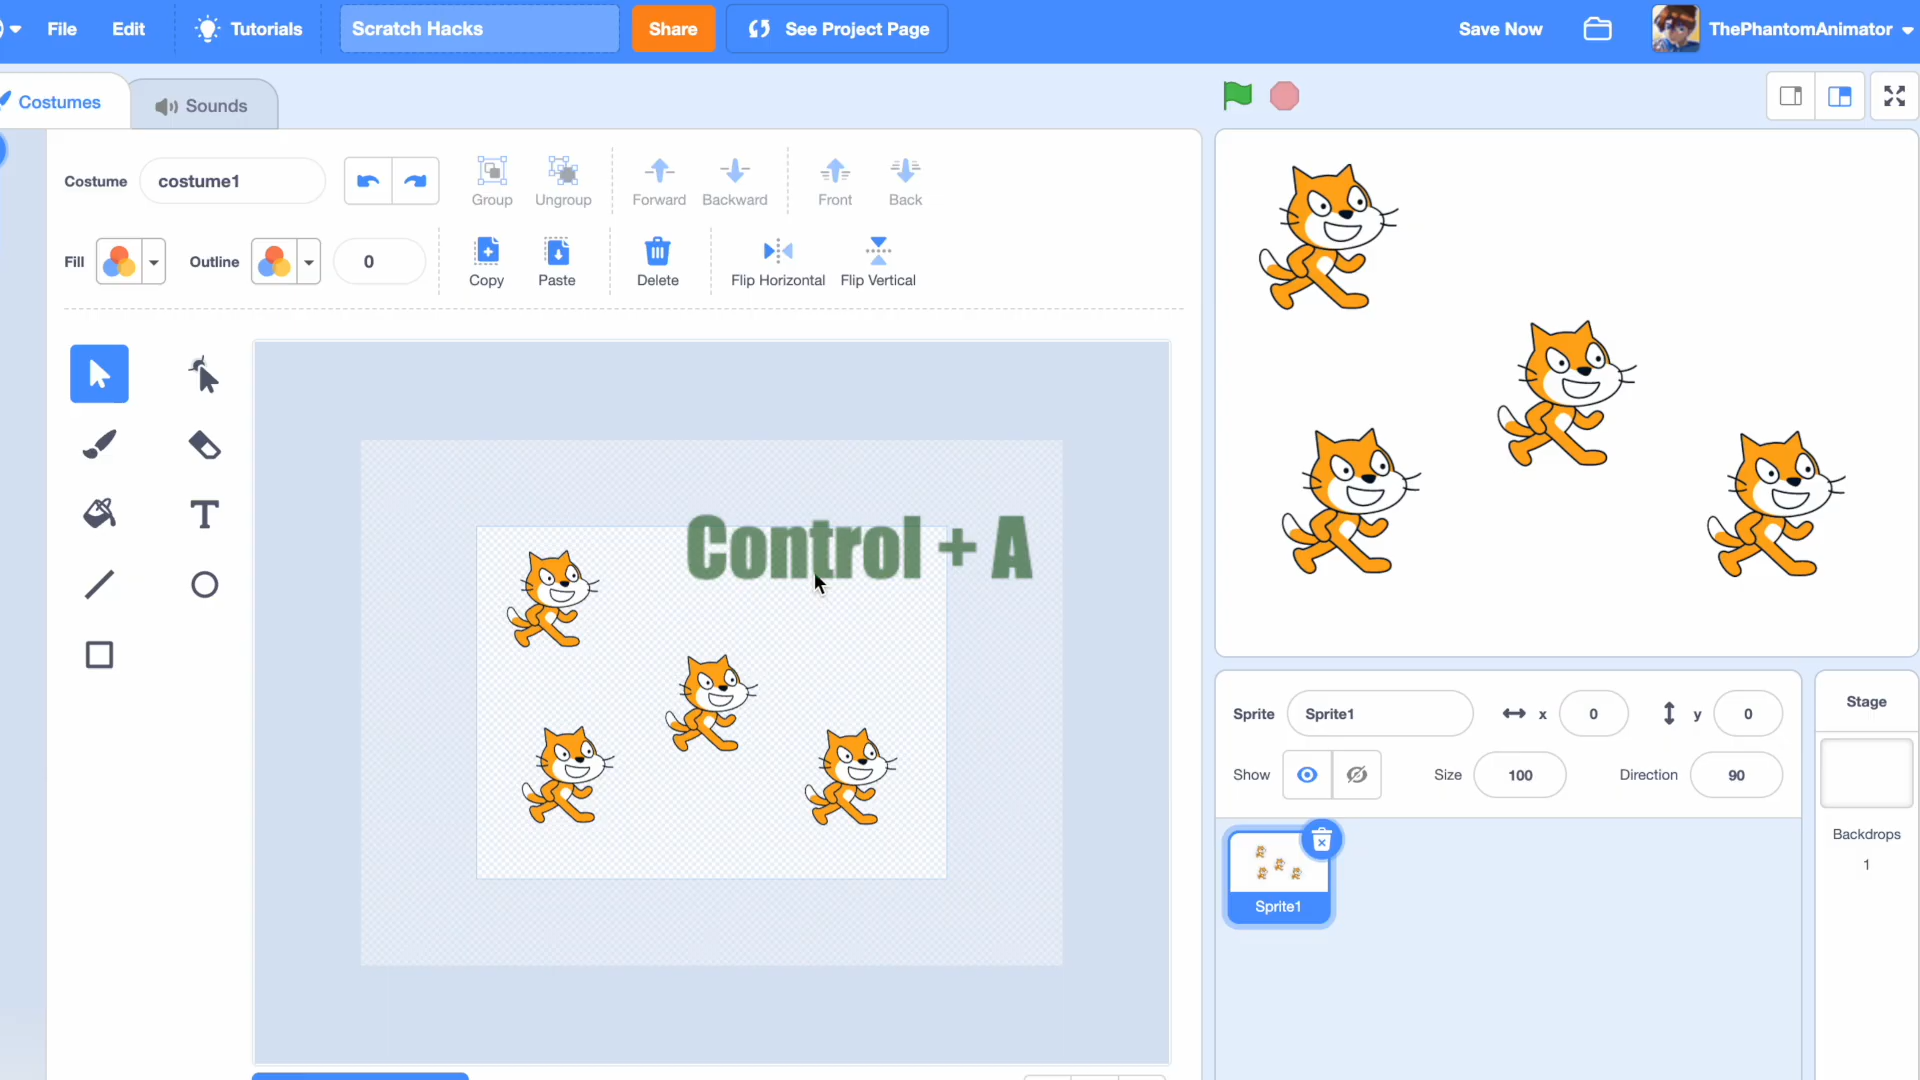 File Edit Tutorials Scratch Hacks Share See Project Page Save Now ThePhantomAnimator
Costumes Sounds
Costume costume1 Group Ungroup Forward Backward Front Back
Fill Outline 0 Copy Paste Delete Flip Horizontal Flip Vertical
Control + A
Sprite Sprite1 x 0 y 0
Show Size 100 Direction 90
Sprite1
Stage
Backdrops
1